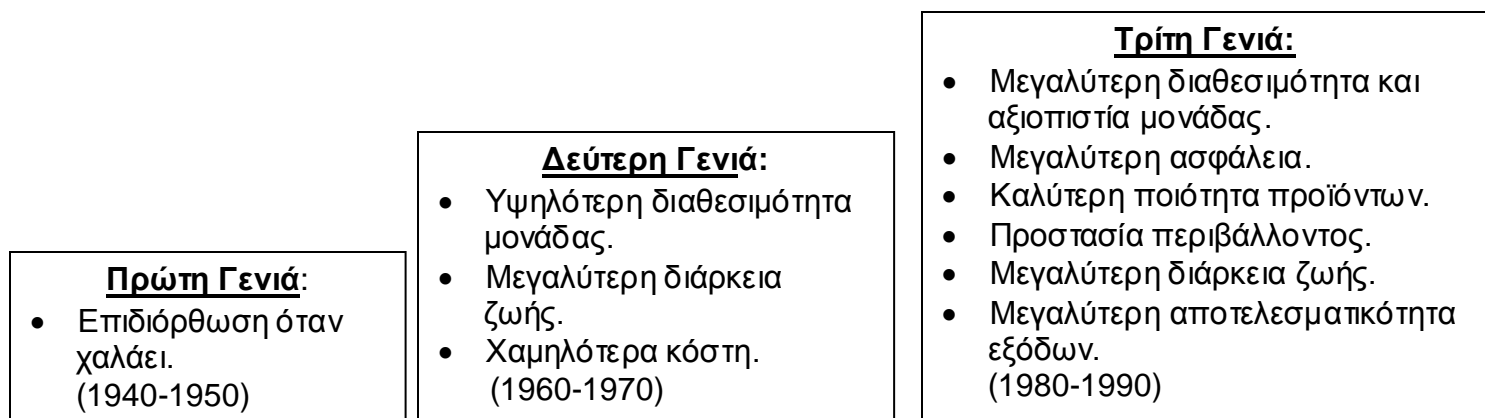 Πρώτη Γενιά:
• Επιδιόρθωση όταν
χαλάει.
(1940-1950)
Δεύτερη Γενιά:
• Υψηλότερη διαθεσιμότητα
μονάδας.
• Μεγαλύτερη διάρκεια
ζωής.
• Χαμηλότερα κόστη.
(1960-1970)
Τρίτη Γενιά:
• Μεγαλύτερη διαθεσιμότητα και
αξιοπιστία μονάδας.
• Μεγαλύτερη ασφάλεια.
• Καλύτερη ποιότητα προϊόντων.
• Προστασία περιβάλλοντος.
• Μεγαλύτερη διάρκεια ζωής.
• Μεγαλύτερη αποτελεσματικότητα
εξόδων.
(1980-1990)